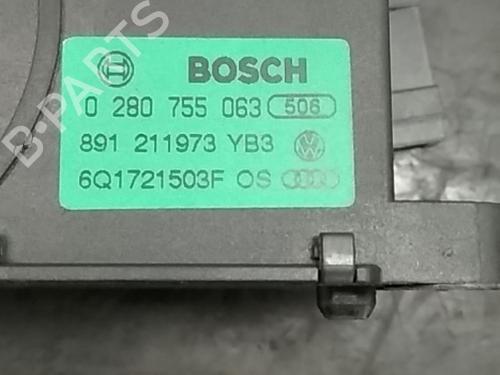 BOSCH
0 280 755 063 506
891 211973 YB3
6Q1721503F OS
B-PARTS